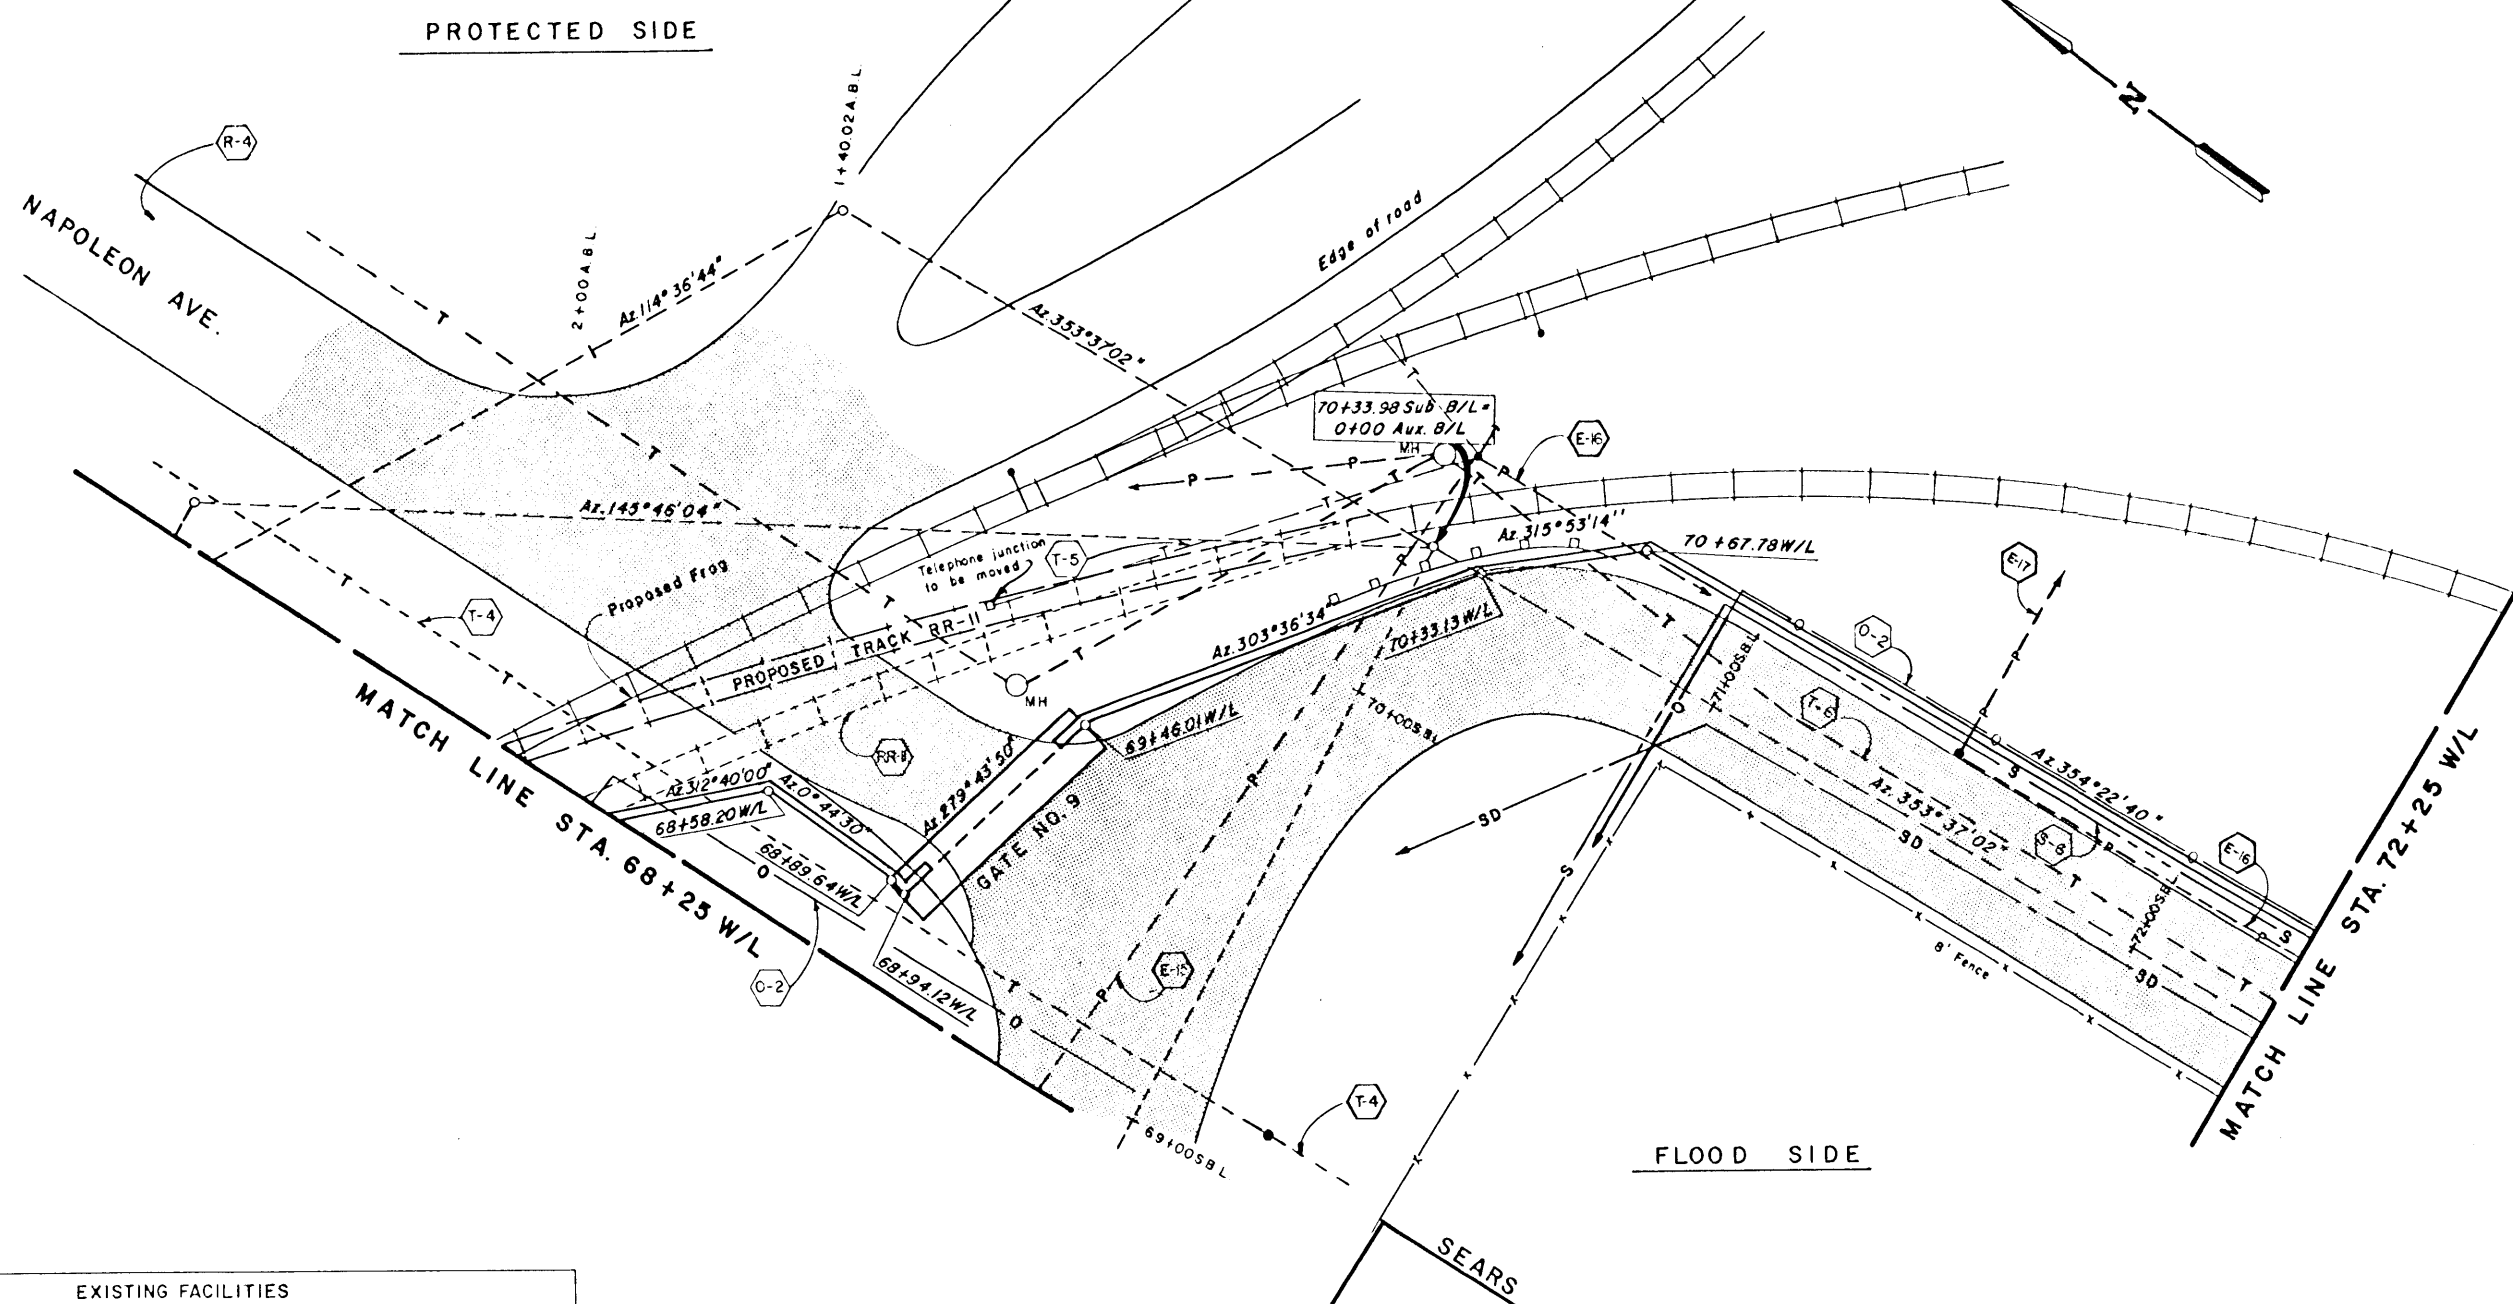 PROTECTED SIDE
N
R-4
NAPOLEON AVE.
1+40.02 A.B.L.
2+00 A.B.L.
Az. 114° 36' 44"
Az. 353° 37' 02"
Edge of road
70+33.98 Sub. B/L =
0+00 Aux. B/L
MH
E-16
Az. 145° 46' 04"
Telephone junction
to be moved
T-5
Proposed Frog
PROPOSED TRACK RR-11
T-4
MH
RR-11
Az. 303° 36' 34"
Az. 315° 53' 14"
70+67.78 W/L
70+33.13 W/L
E-17
O-2
71+00 S.B.L.
T-6
69+46.01 W/L
70+00 S.B.L.
Az. 312° 40' 00"
Az. 0° 44' 30"
Az. 279° 43' 50"
GATE NO. 9
68+58.20 W/L
68+89.64 W/L
68+94.12 W/L
MATCH LINE STA. 68+25 W/L
O-2
E-15
SD
S
Az. 354° 22' 40"
Az. 353° 37' 02"
SD
S
S-6
E-16
72+00 S.B.L.
SD
8' Fence
MATCH LINE STA. 72+25 W/L
T-4
69+00 S.B.L.
FLOOD SIDE
SEARS
EXISTING FACILITIES